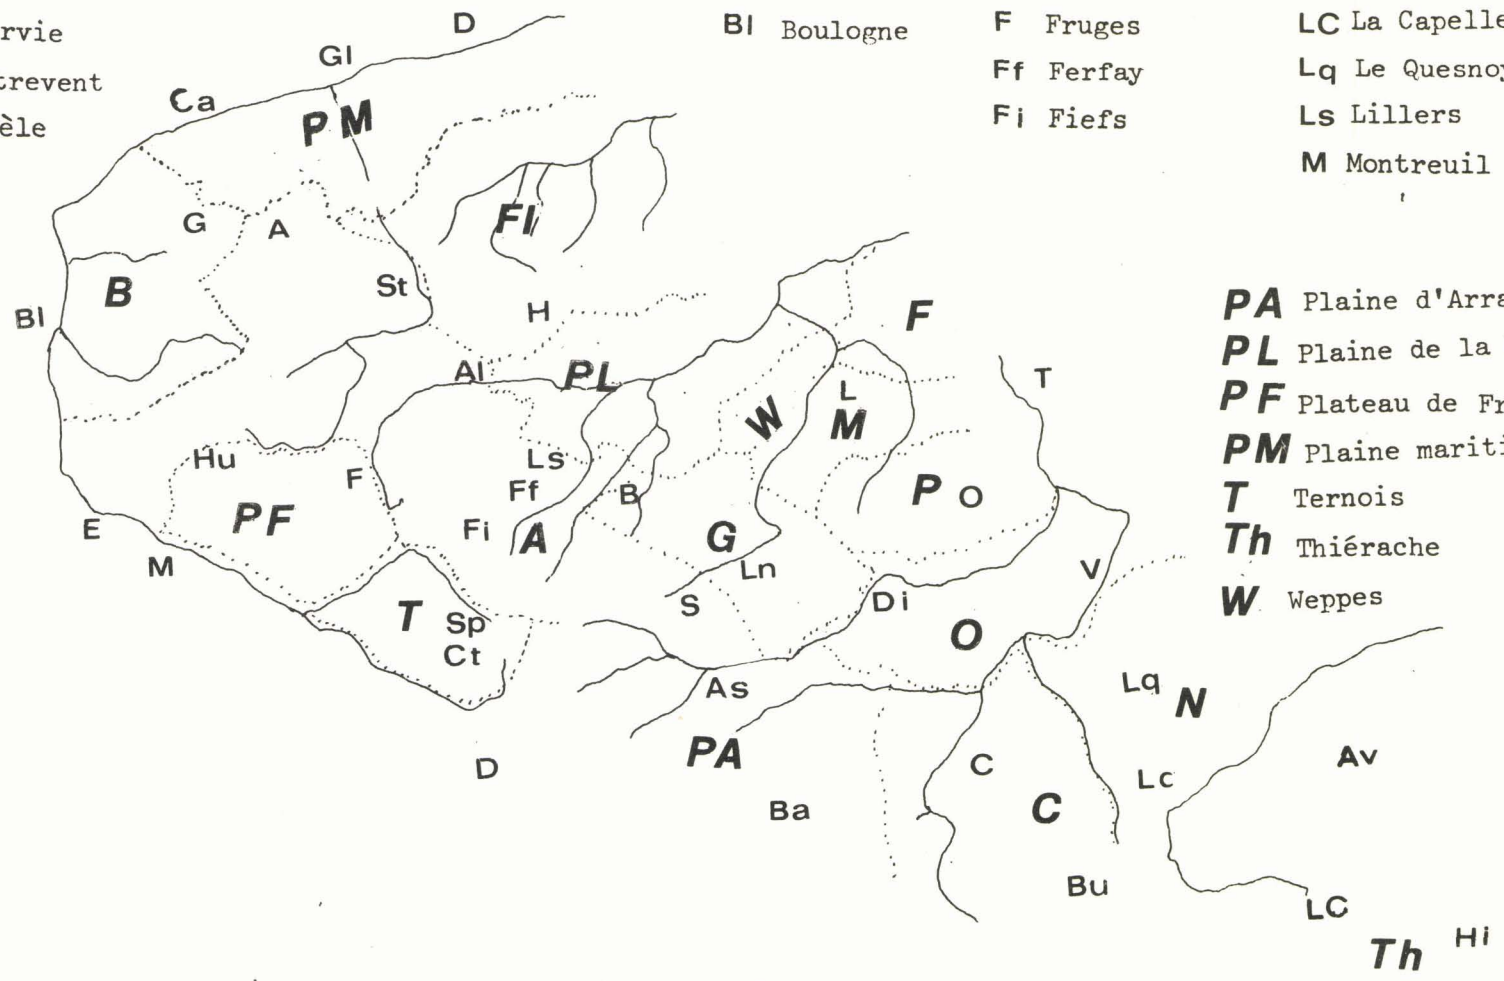 rvie
trevent
èle
Bl Boulogne
F Fruges
Ff Ferfay
Fi Fiefs
LC La Capelle
Lq Le Quesnoy
Ls Lillers
M Montreuil
PA Plaine d'Arra
PL Plaine de la
PF Plateau de Fr
PM Plaine mariti
T Ternois
Th Thiérache
W Weppes
D
Gl
Ca
PM
G
A
Fl
St
B
Bl
H
F
Al
PL
T
L
W
M
Hu
Ls
F
Ff
B
P
O
PF
E
Fi
A
G
M
Ln
V
S
Di
T
Sp
Ct
O
As
Lq
N
PA
D
C
Lc
Av
Ba
C
Bu
LC
Th
Hi